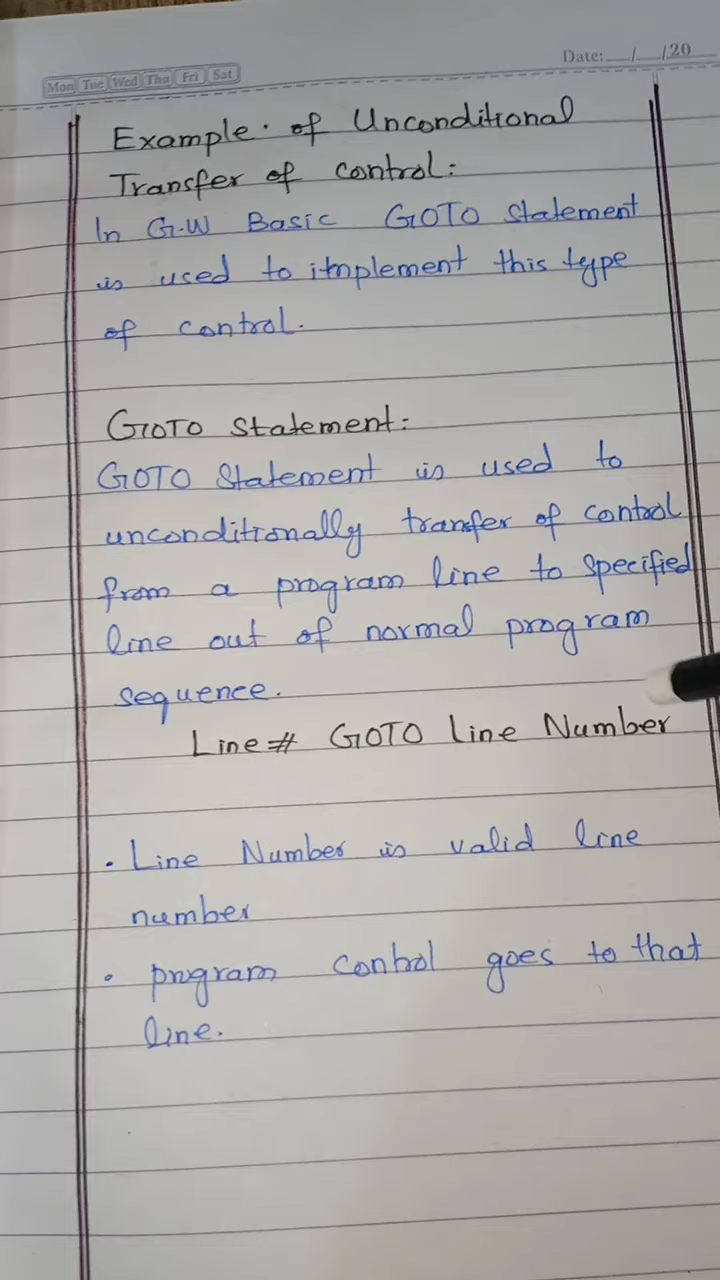 Mon Tue Wed Thu Fri Sat
Date: __/__/20
Example. of Unconditional
Transfer of control:
In G.W Basic GOTO Statement
is used to implement this type
of control.
GOTO Statement:
GOTO Statement is used to
unconditionally transfer of control
from a program line to specified
line out of normal program
sequence.
Line# GOTO Line Number
• Line Number is valid line
number
• program control goes to that
line.